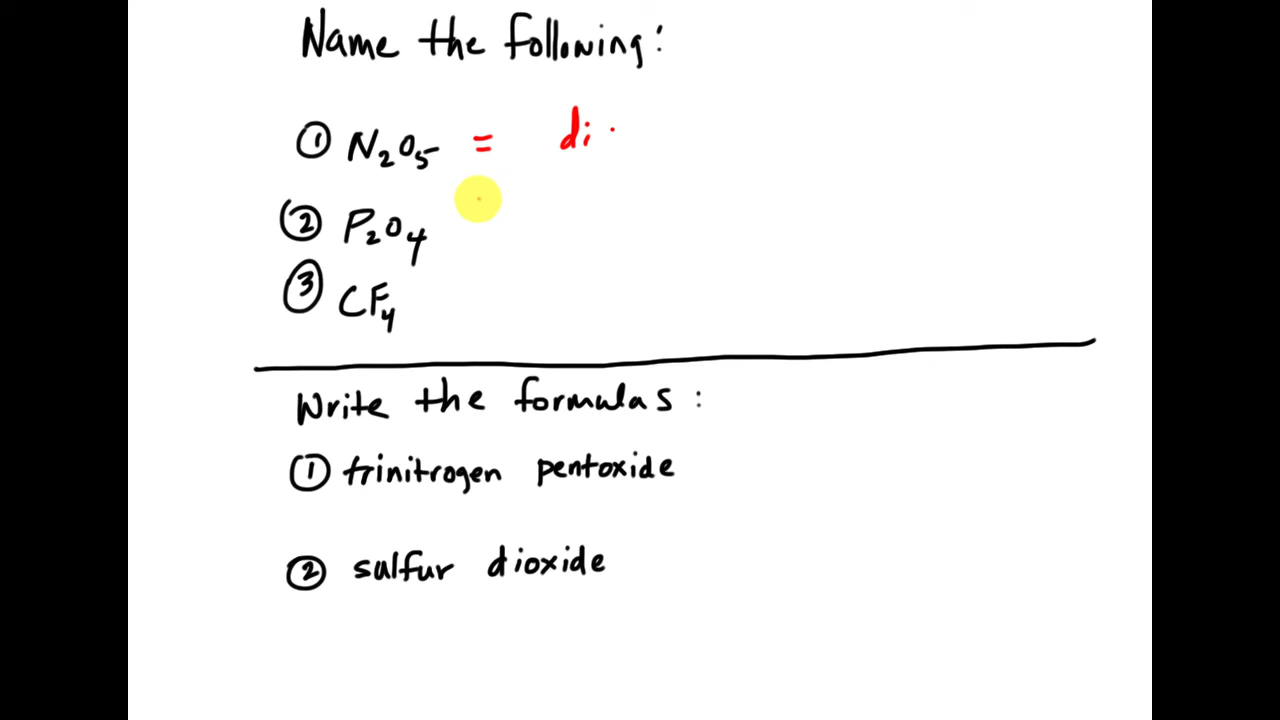 Name the following:
① N₂O₅ = di
② P₂O₄
③ CF₄
Write the formulas:
① trinitrogen pentoxide
② sulfur dioxide